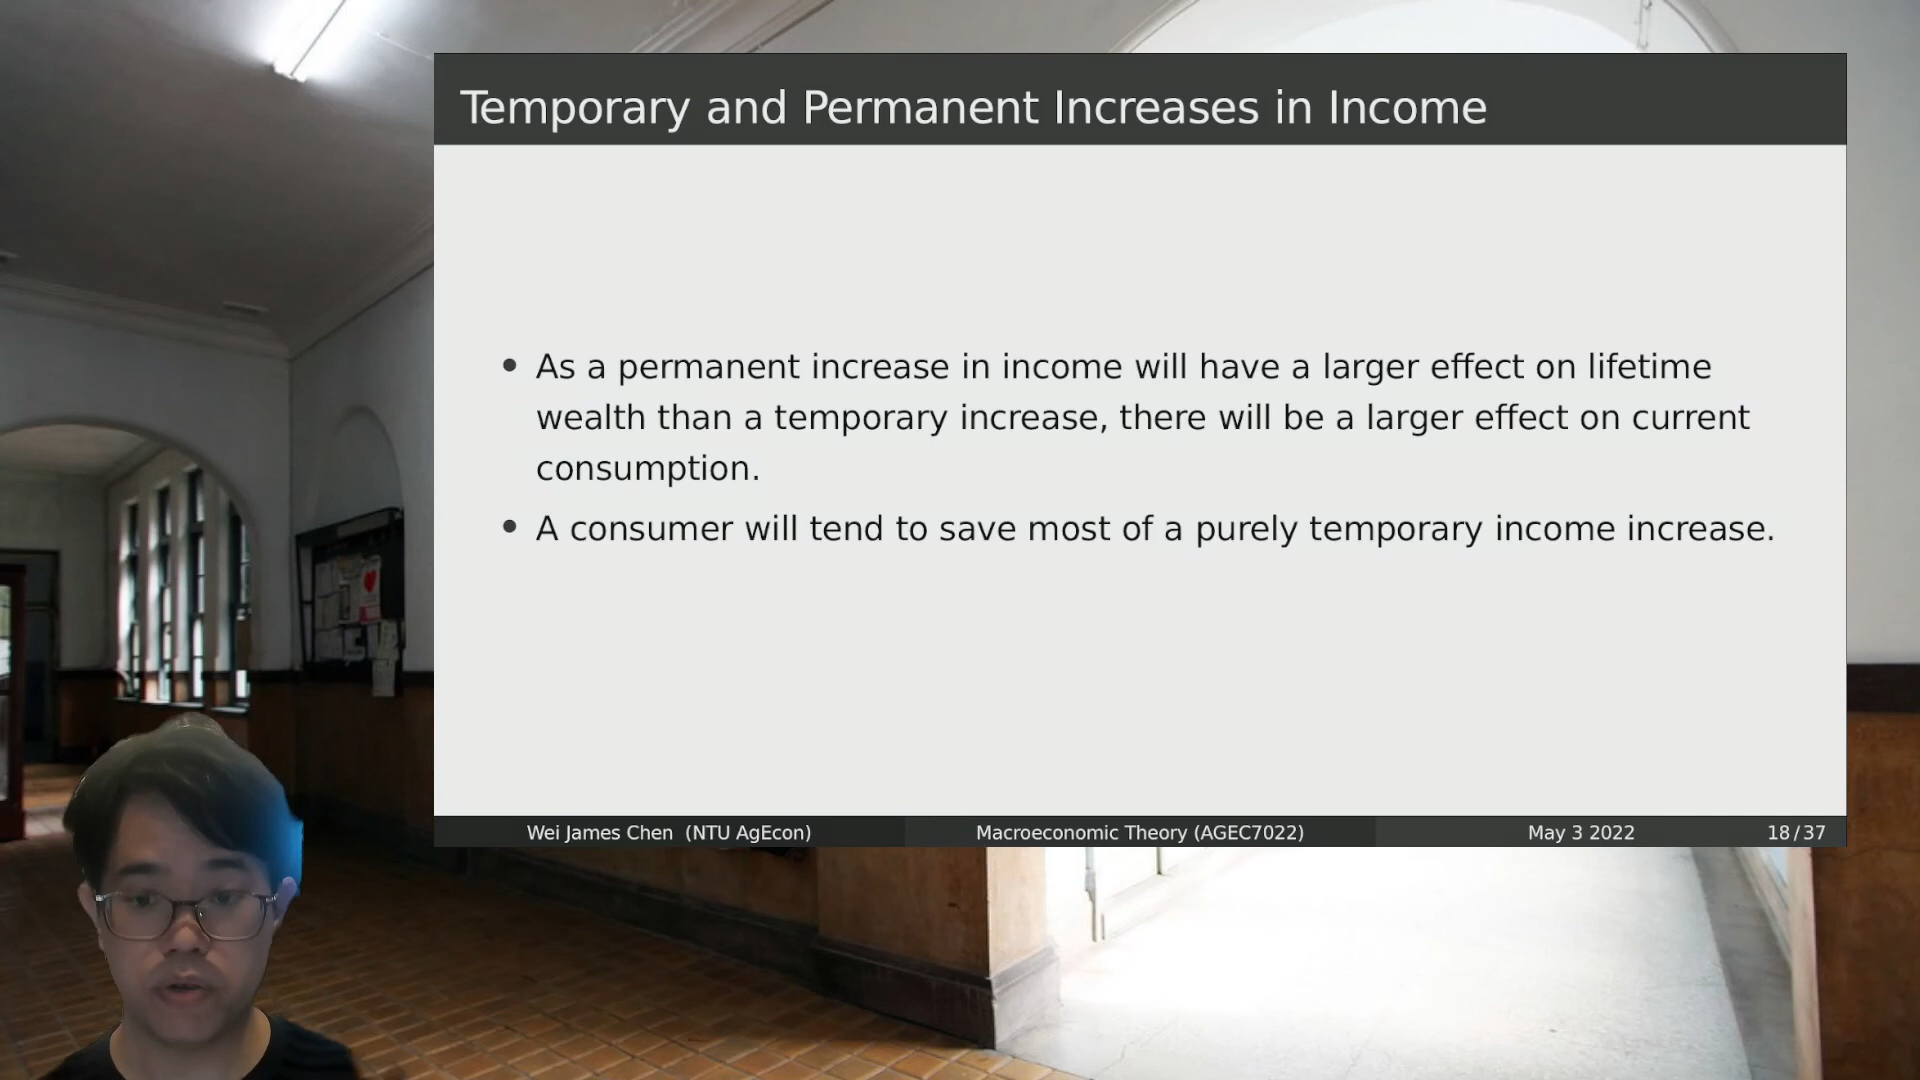 Temporary and Permanent Increases in Income
• As a permanent increase in income will have a larger effect on lifetime
wealth than a temporary increase, there will be a larger effect on current
consumption.
• A consumer will tend to save most of a purely temporary income increase.
Wei James Chen (NTU AgEcon) Macroeconomic Theory (AGEC7022) May 3 2022 18/37